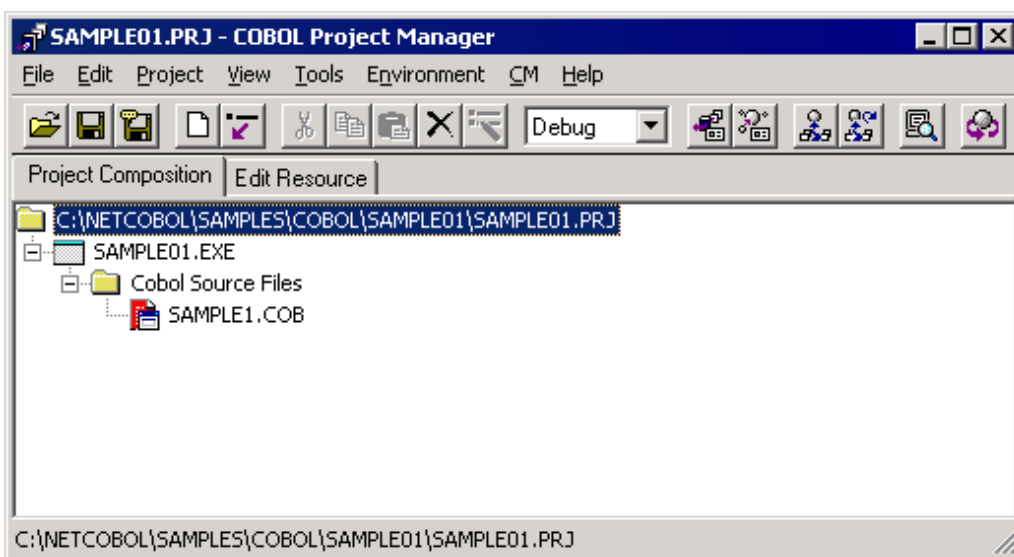 SAMPLE01.PRJ - COBOL Project Manager
File Edit Project View Tools Environment CM Help
Debug
Project Composition Edit Resource
C:\NETCOBOL\SAMPLES\COBOL\SAMPLE01\SAMPLE01.PRJ
SAMPLE01.EXE
Cobol Source Files
SAMPLE1.COB
C:\NETCOBOL\SAMPLES\COBOL\SAMPLE01\SAMPLE01.PRJ